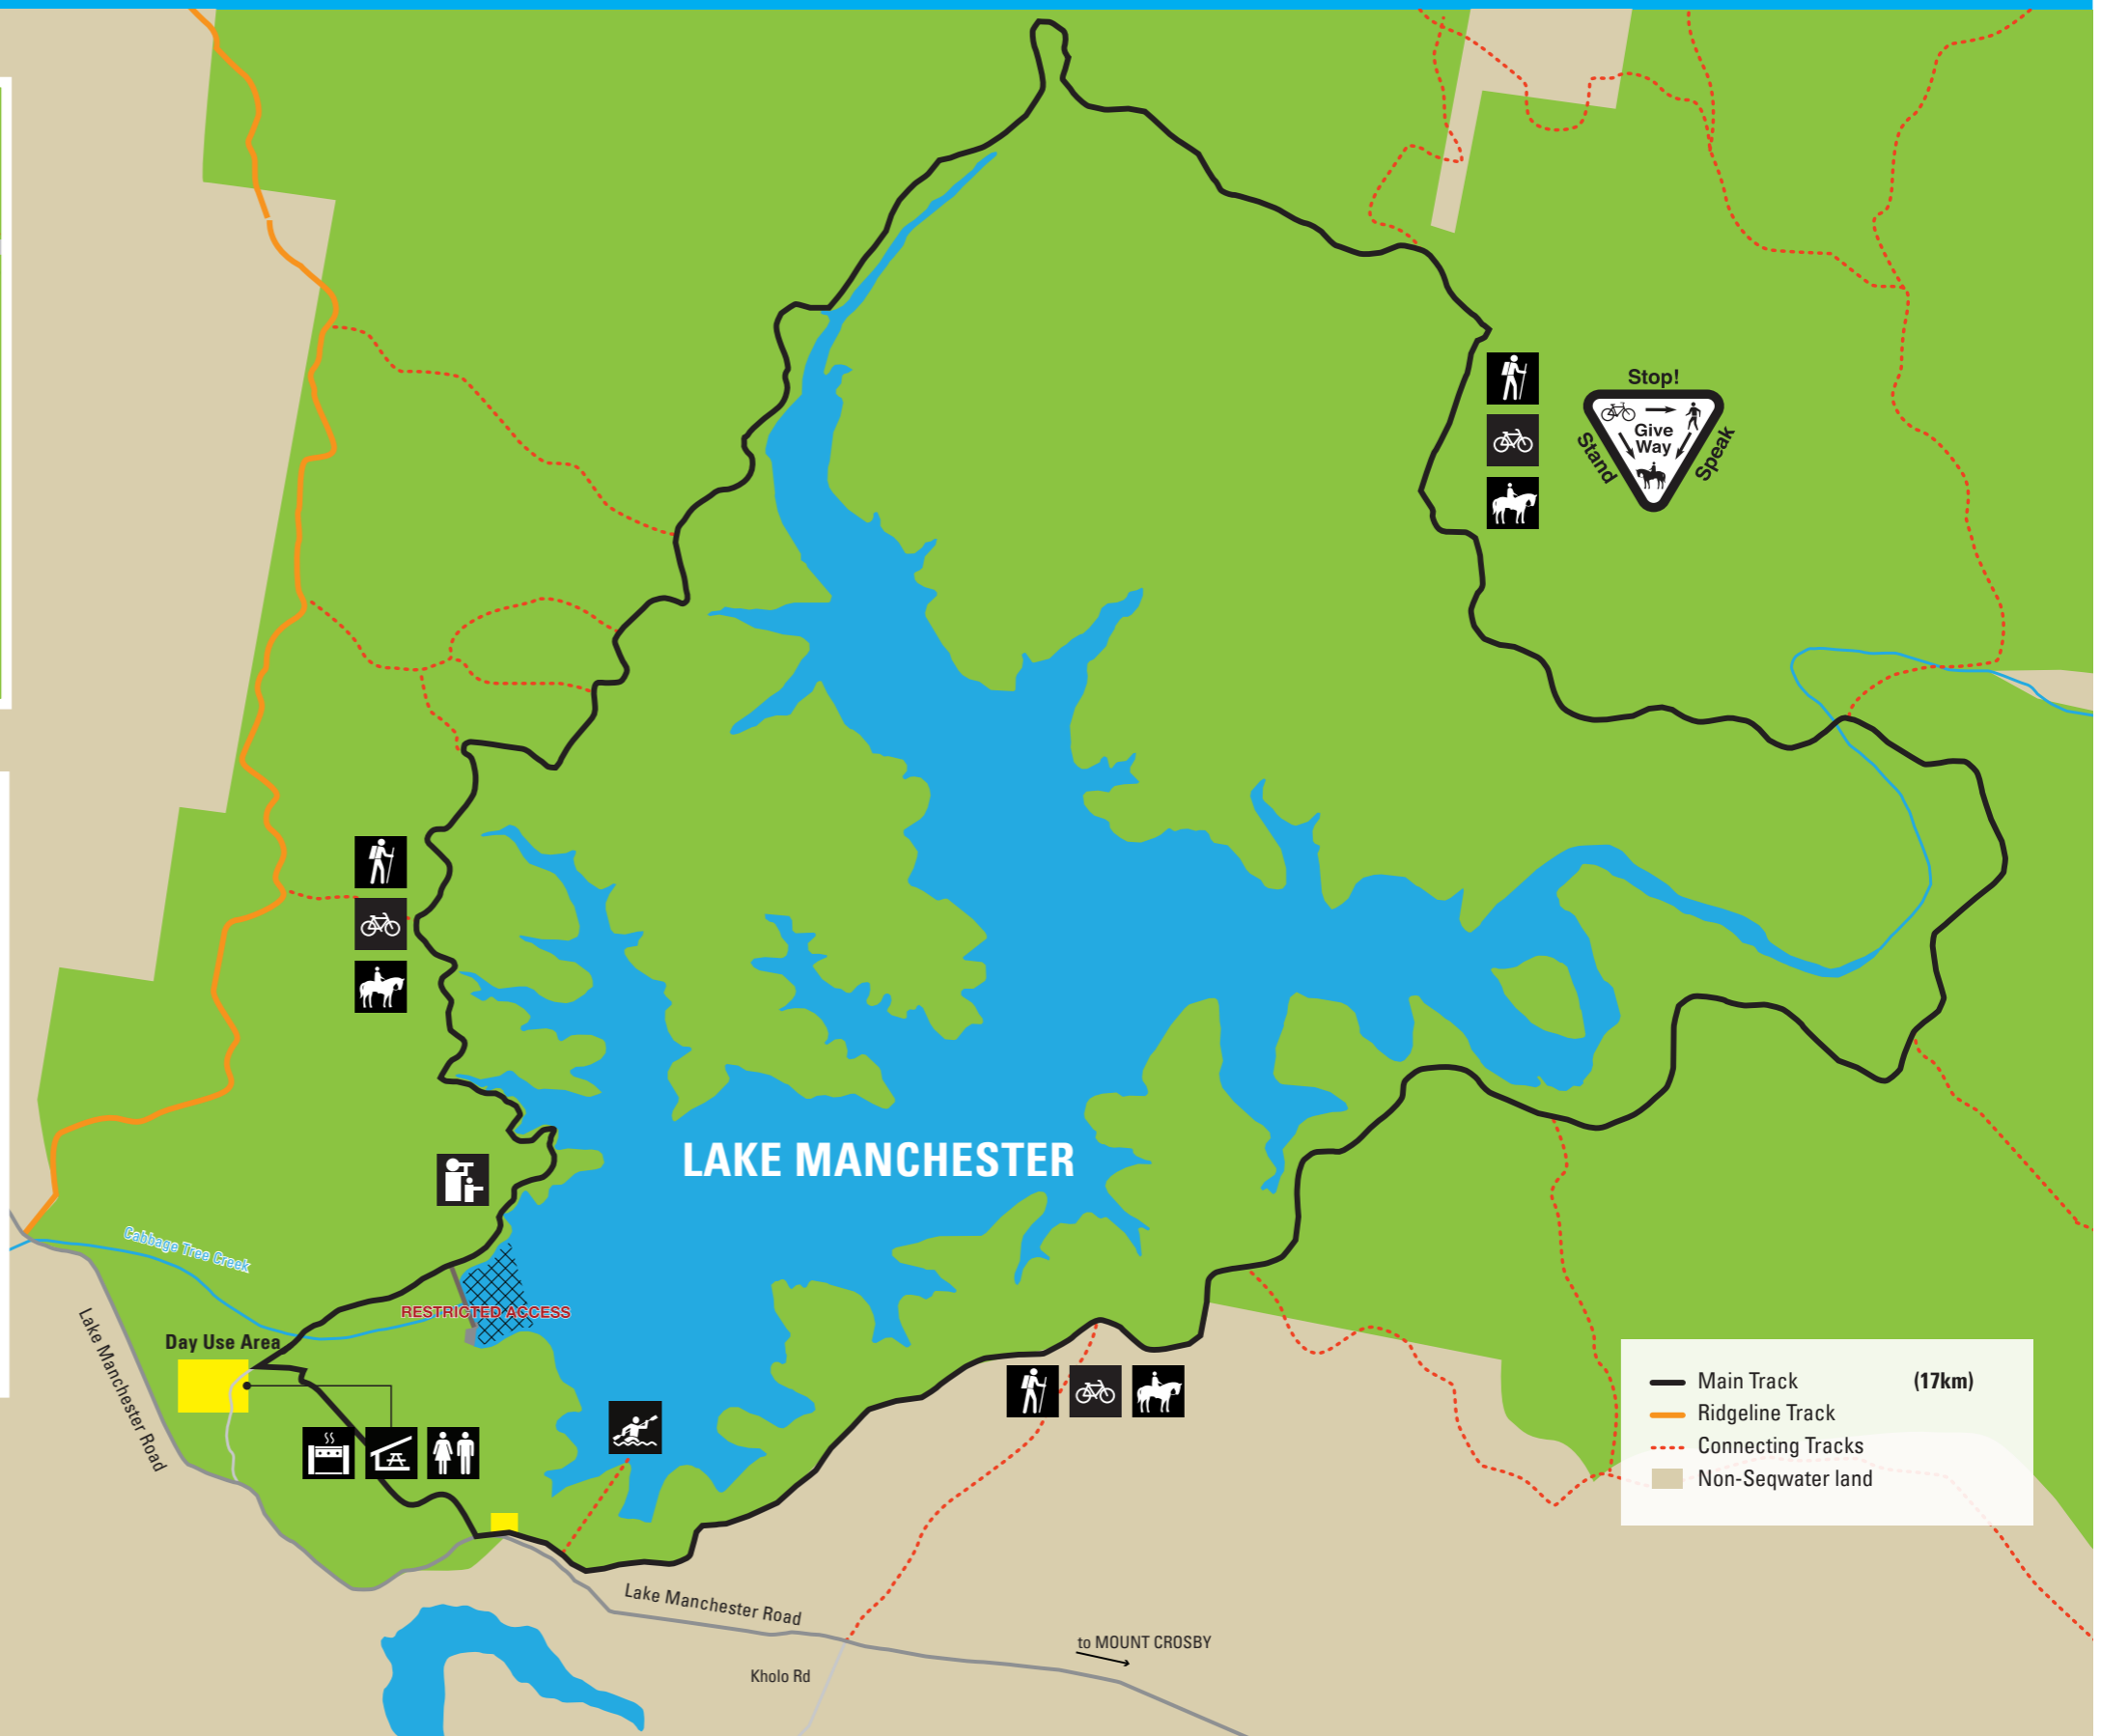 Stop!
Give
Way
Stand
Speak
LAKE MANCHESTER
Cabbage Tree Creek
RESTRICTED ACCESS
Day Use Area
Lake Manchester Road
Main Track (17km)
Ridgeline Track
Connecting Tracks
Non-Seqwater land
Lake Manchester Road
to MOUNT CROSBY
Kholo Rd